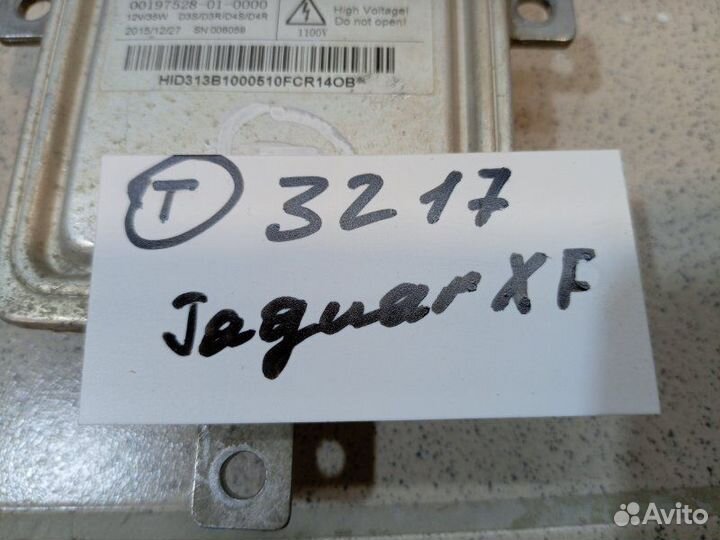 00197528-01-0000
12V/35W D3S/D3R/D4S/D4R
2015/12/27 SN:006059
High Voltage!
Do not open!
1100V
HID313B1000510FCR14OB
T 3217
Jaguar XF
Avito